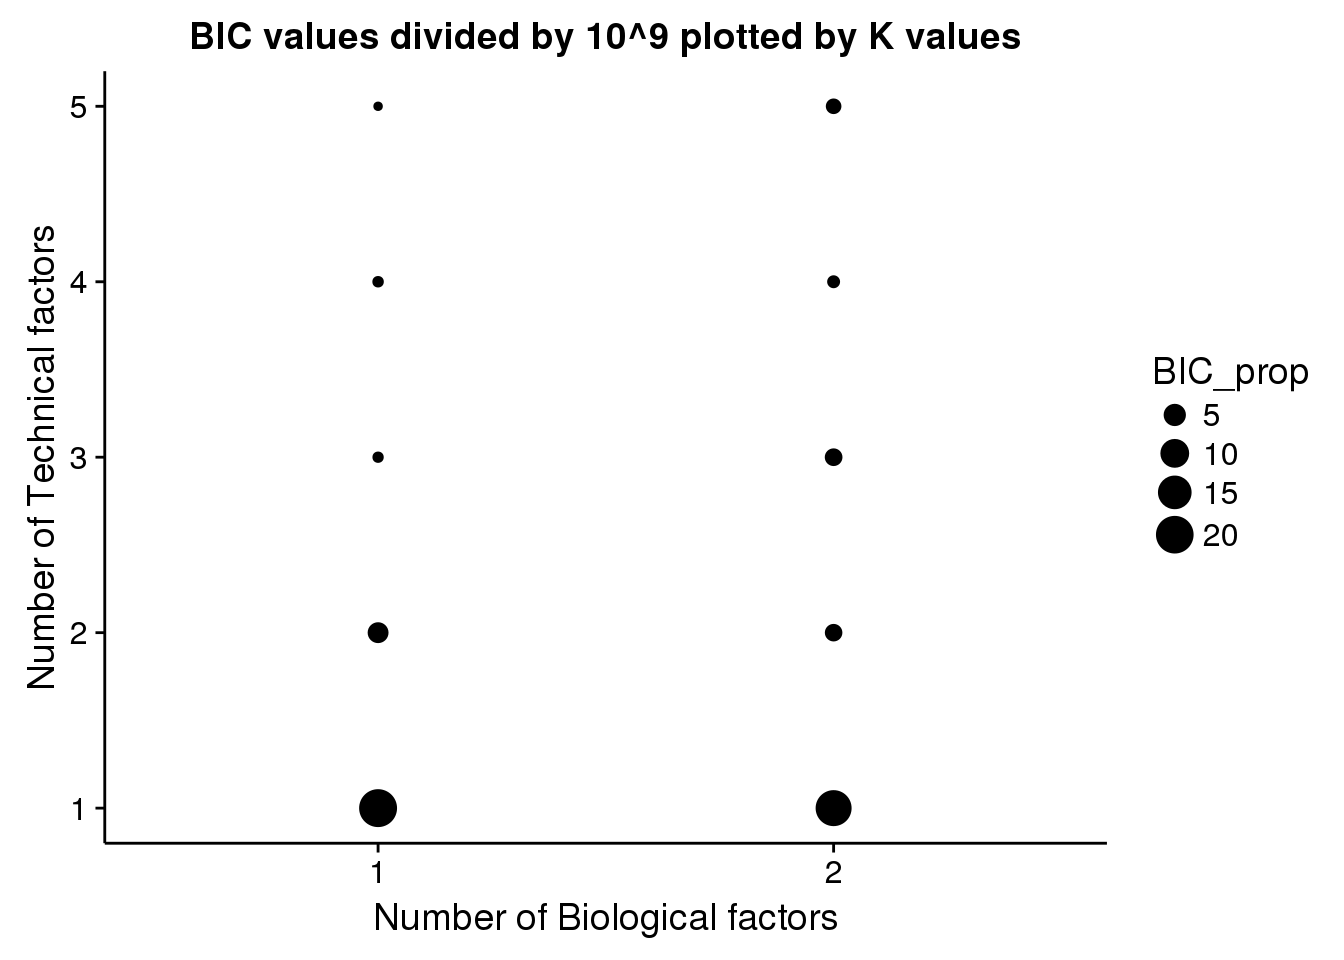 BIC values divided by 10^9 plotted by K values
Number of Technical factors
5
4
3
2
1
1 2
Number of Biological factors
BIC_prop
5
10
15
20